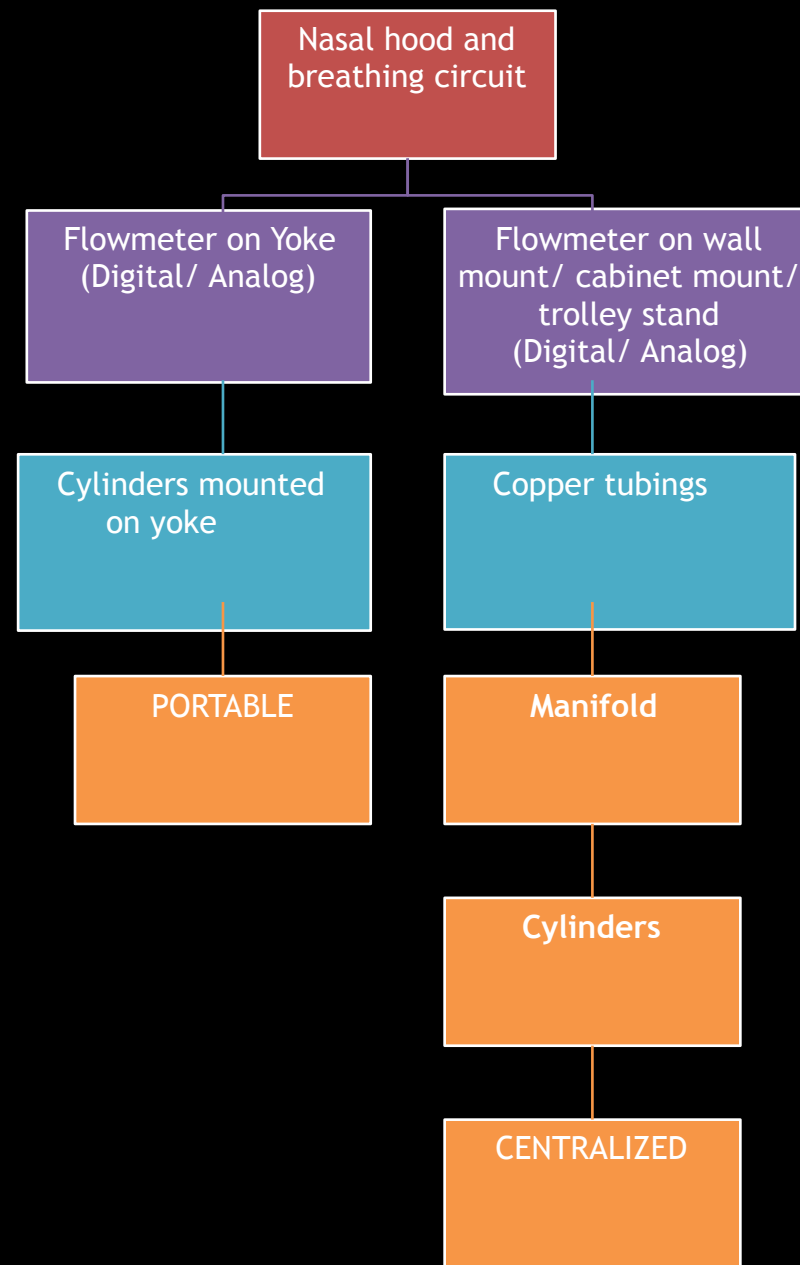 Nasal hood and
breathing circuit
Flowmeter on Yoke
(Digital/ Analog)
Flowmeter on wall
mount/ cabinet mount/
trolley stand
(Digital/ Analog)
Cylinders mounted
on yoke
Copper tubings
PORTABLE
Manifold
Cylinders
CENTRALIZED